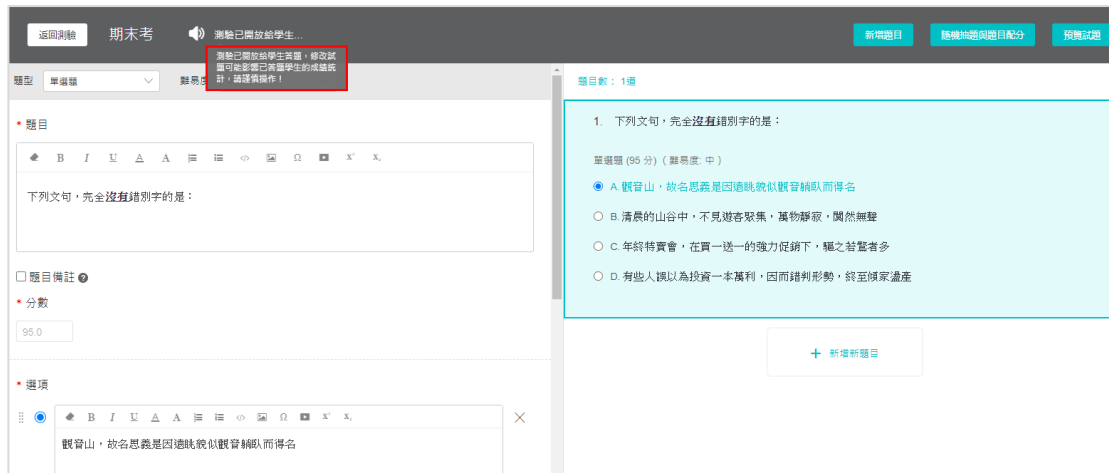 返回測驗 期末考 測驗已開放給學生... 新增題目 隨機抽題與題目配分 預覽試題
測驗已開放給學生答題，修改試
題可能影響已答題學生的成績統
計，請謹慎操作！
題型 單選題 難易度
* 題目
B I U A A </> Ω X² X₂
下列文句，完全沒有錯別字的是：
題目備註
* 分數
95.0
* 選項
B I U A A </> Ω X² X₂
觀音山，故名思義是因遠眺貌似觀音躺臥而得名
題目數： 1道
1. 下列文句，完全沒有錯別字的是：
單選題 (95 分) ( 難易度: 中 )
A. 觀音山，故名思義是因遠眺貌似觀音躺臥而得名
B. 清晨的山谷中，不見遊客聚集，萬物靜寂，闃然無聲
C. 年終特賣會，在買一送一的強力促銷下，驅之若鶩者多
D. 有些人誤以為投資一本萬利，因而錯判形勢，終至傾家盪產
+ 新增新題目